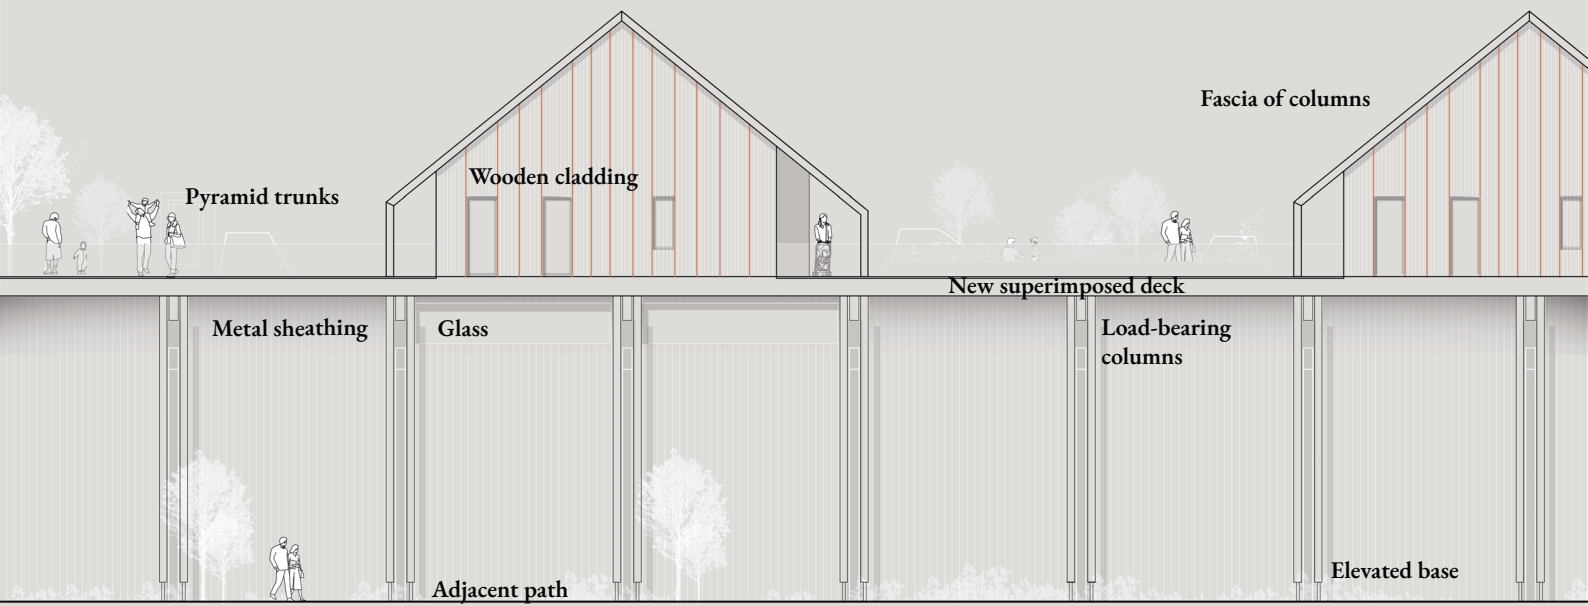 Fascia of columns
Wooden cladding
Pyramid trunks
New superimposed deck
Metal sheathing
Glass
Load-bearing
columns
Elevated base
Adjacent path